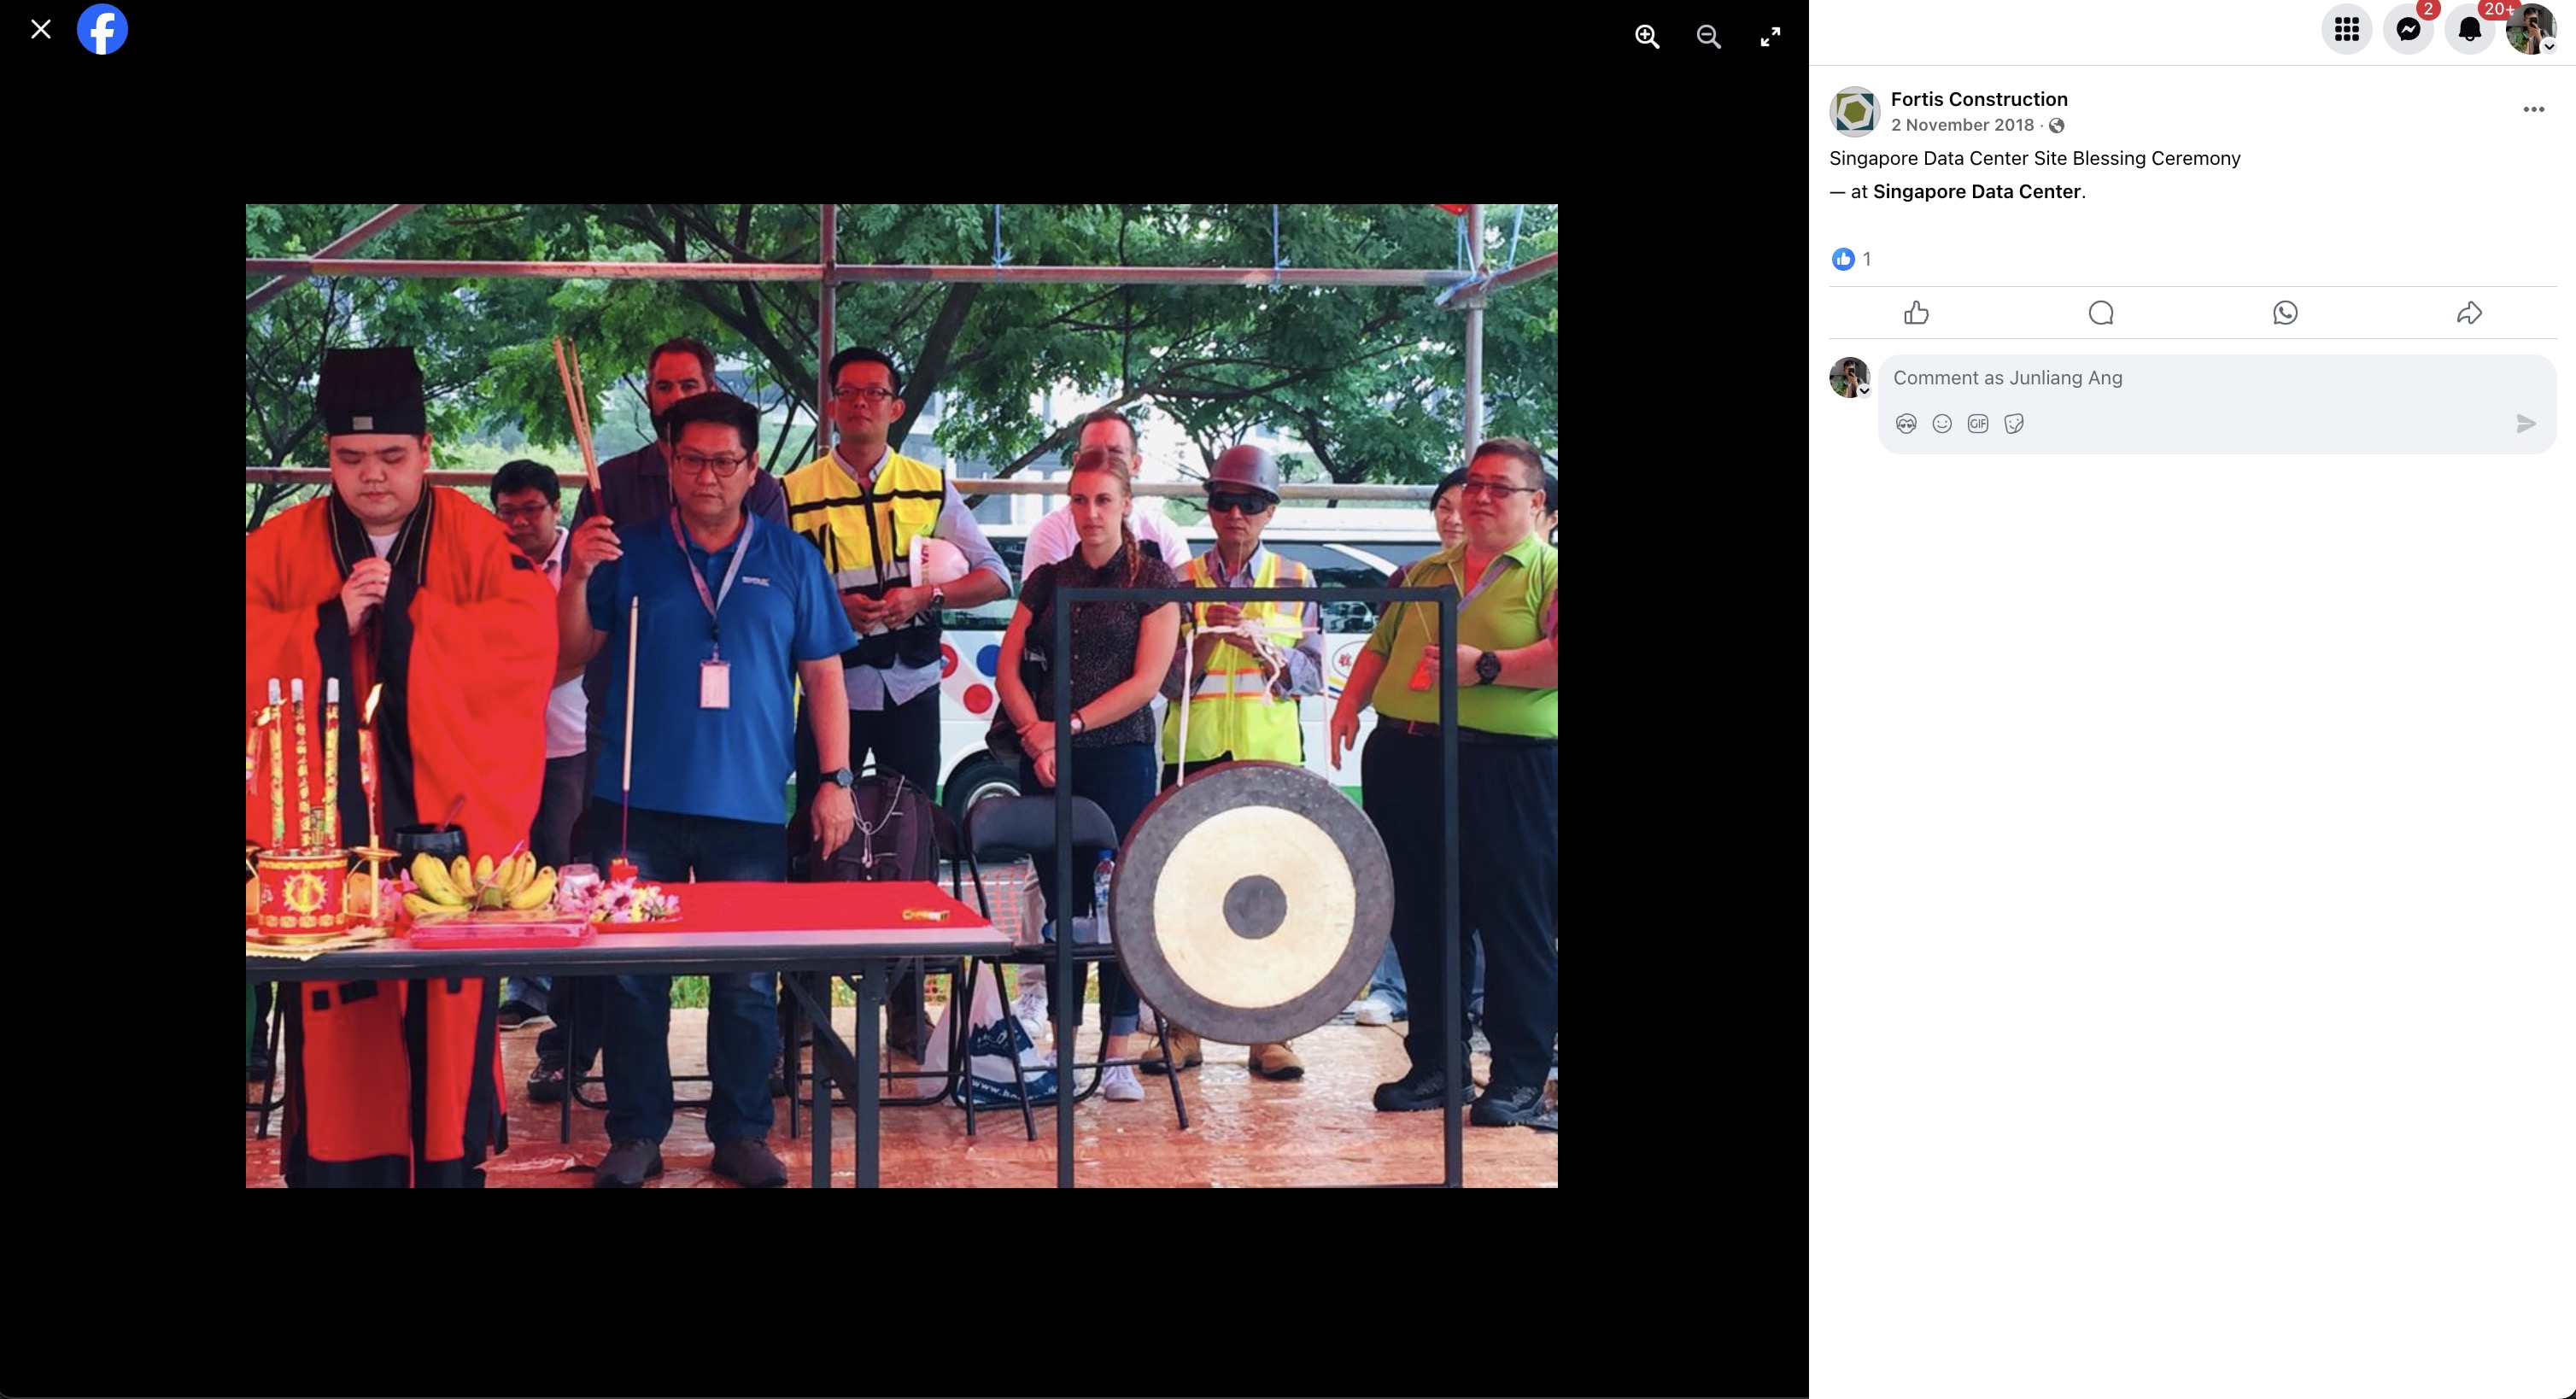 2
20+
Fortis Construction
2 November 2018 ·
Singapore Data Center Site Blessing Ceremony
— at Singapore Data Center.
1
Comment as Junliang Ang
GIF